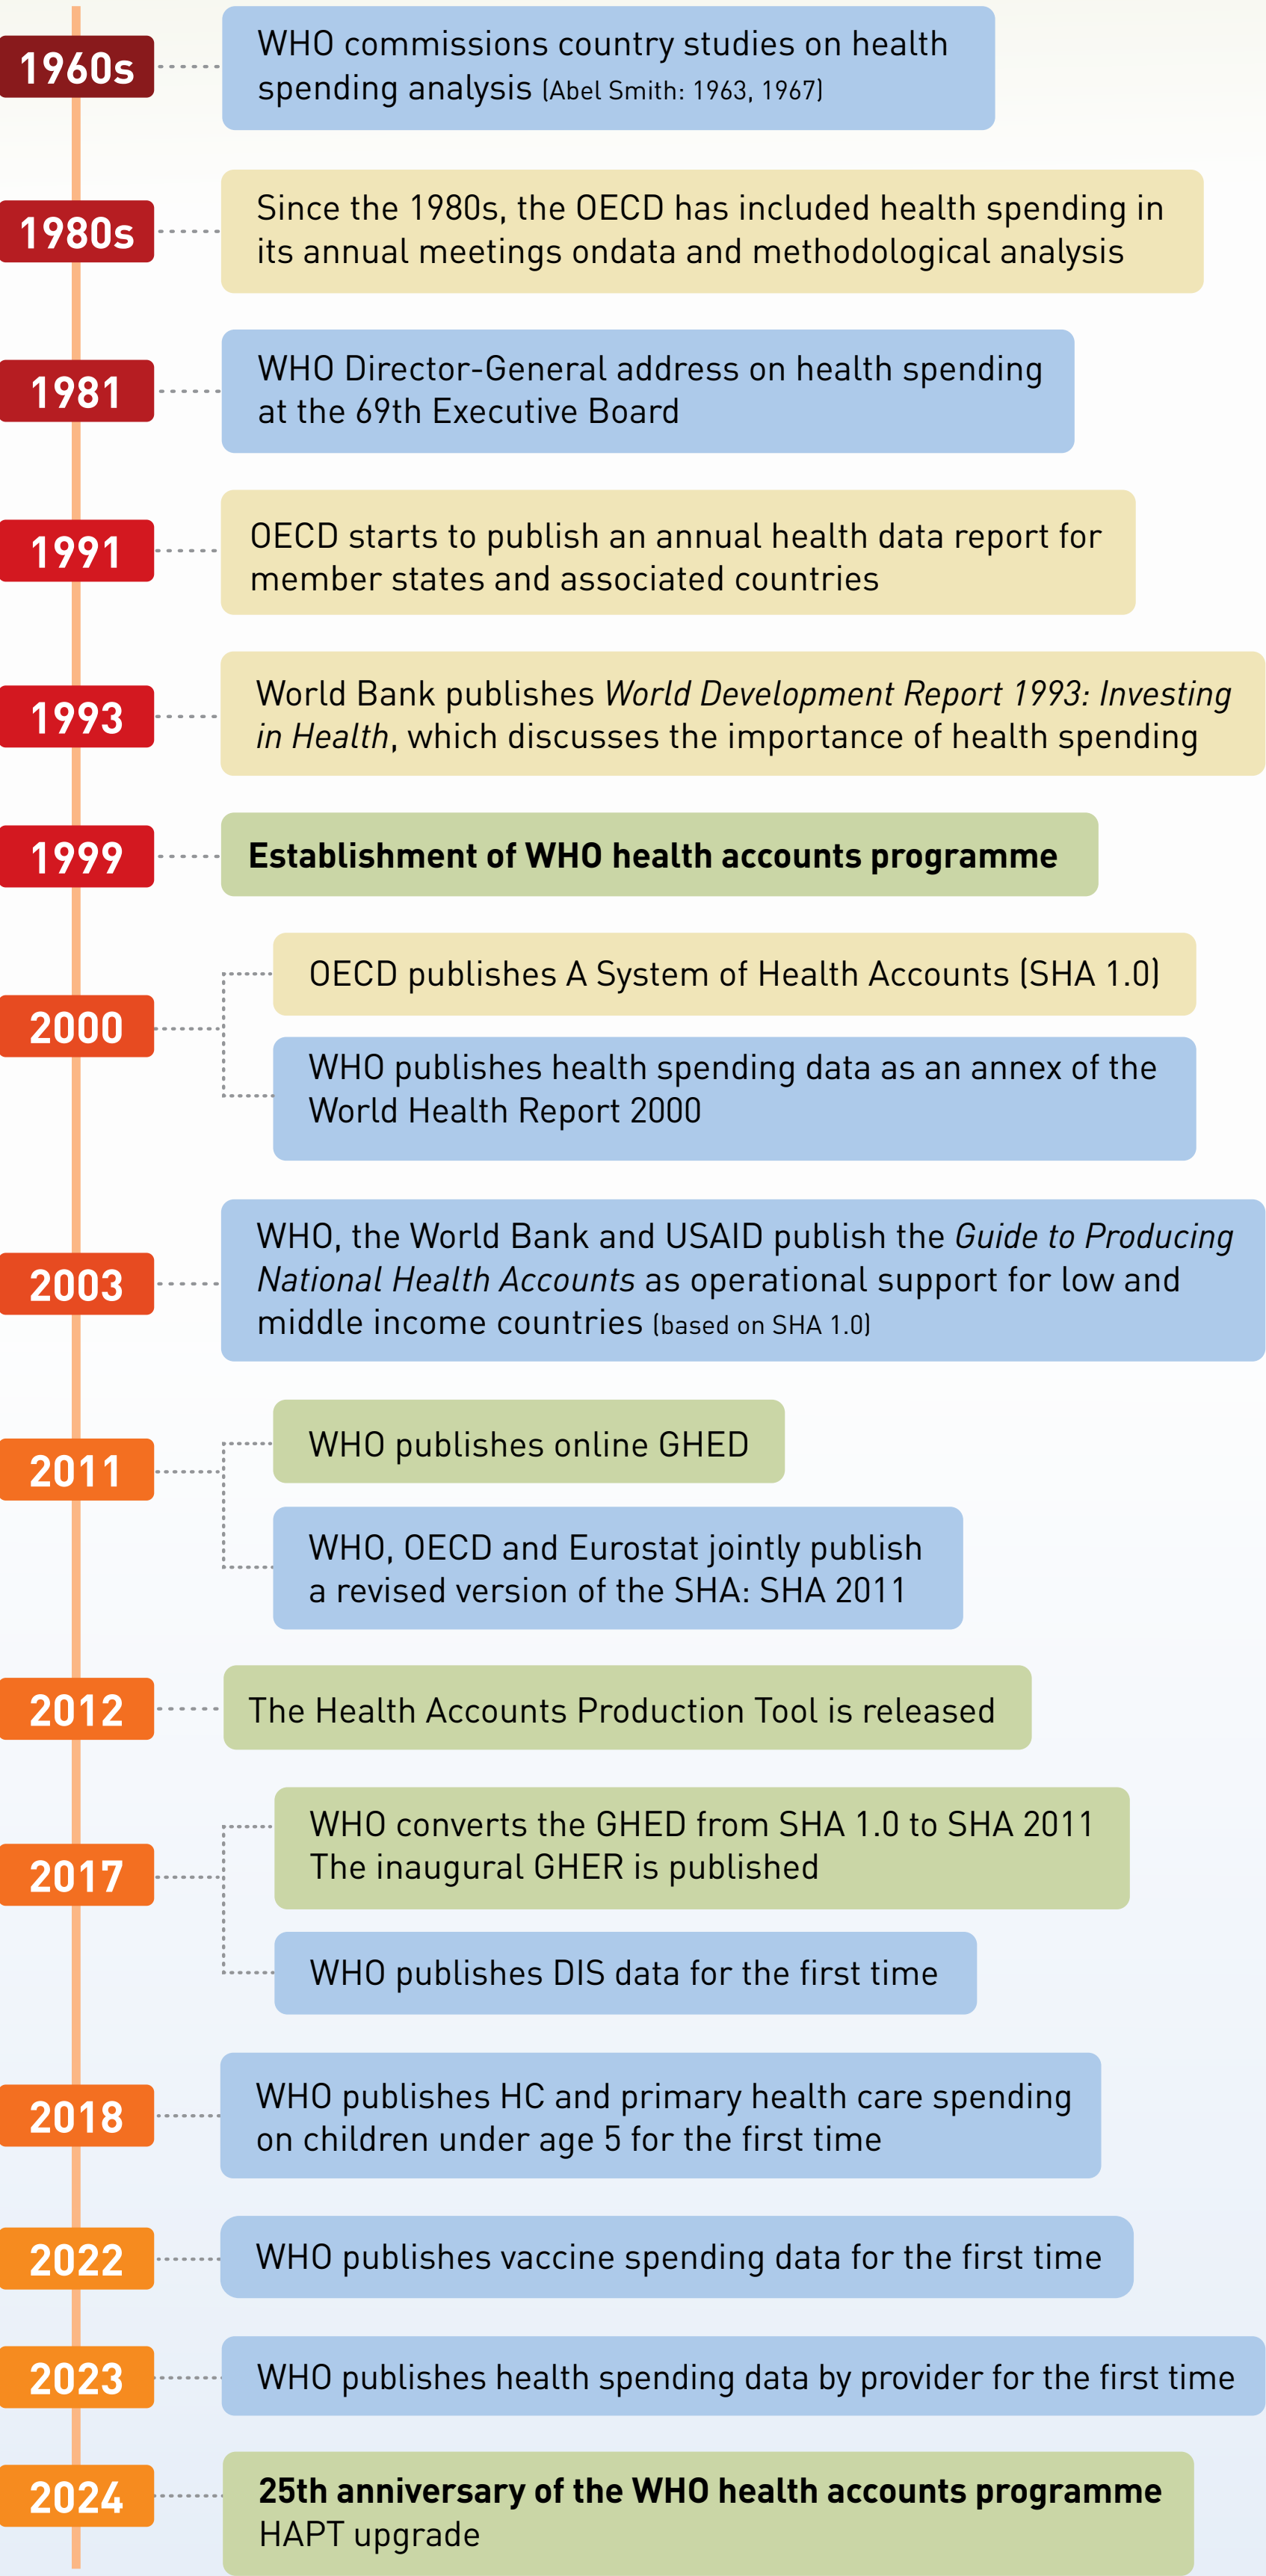 1960s
WHO commissions country studies on health
spending analysis (Abel Smith: 1963, 1967)
1980s
Since the 1980s, the OECD has included health spending in
its annual meetings ondata and methodological analysis
1981
WHO Director-General address on health spending
at the 69th Executive Board
1991
OECD starts to publish an annual health data report for
member states and associated countries
1993
World Bank publishes World Development Report 1993: Investing
in Health, which discusses the importance of health spending
1999
Establishment of WHO health accounts programme
2000
OECD publishes A System of Health Accounts (SHA 1.0)
WHO publishes health spending data as an annex of the
World Health Report 2000
2003
WHO, the World Bank and USAID publish the Guide to Producing
National Health Accounts as operational support for low and
middle income countries (based on SHA 1.0)
2011
WHO publishes online GHED
WHO, OECD and Eurostat jointly publish
a revised version of the SHA: SHA 2011
2012
The Health Accounts Production Tool is released
2017
WHO converts the GHED from SHA 1.0 to SHA 2011
The inaugural GHER is published
WHO publishes DIS data for the first time
2018
WHO publishes HC and primary health care spending
on children under age 5 for the first time
2022
WHO publishes vaccine spending data for the first time
2023
WHO publishes health spending data by provider for the first time
2024
25th anniversary of the WHO health accounts programme
HAPT upgrade